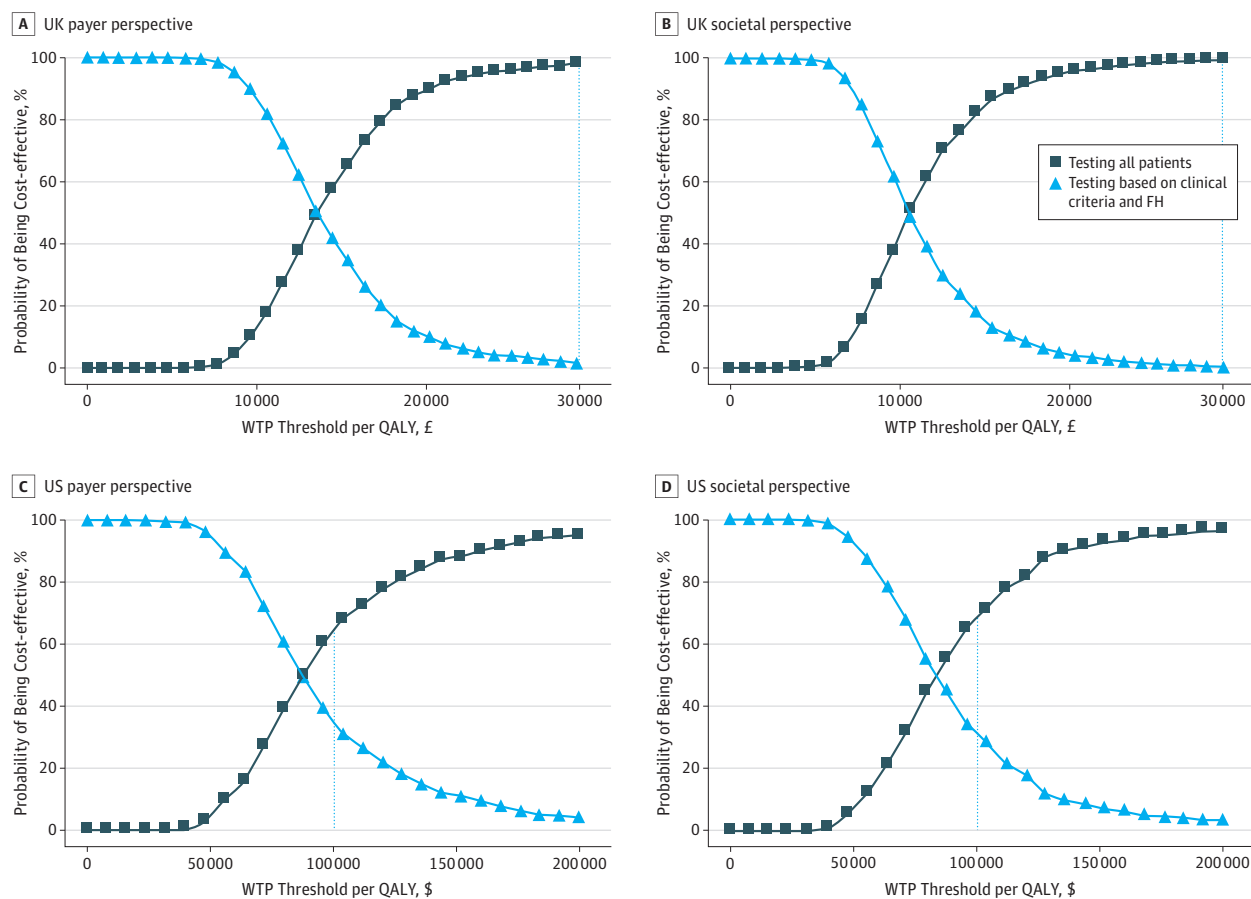 A UK payer perspective
100
80
60
40
20
0
Probability of Being Cost-effective, %
0 10000 20000 30000
WTP Threshold per QALY, £
B UK societal perspective
100
80
60
40
20
0
Probability of Being Cost-effective, %
Testing all patients
Testing based on clinical
criteria and FH
0 10000 20000 30000
WTP Threshold per QALY, £
C US payer perspective
100
80
60
40
20
0
Probability of Being Cost-effective, %
0 50000 100000 150000 200000
WTP Threshold per QALY, $
D US societal perspective
100
80
60
40
20
0
Probability of Being Cost-effective, %
0 50000 100000 150000 200000
WTP Threshold per QALY, $